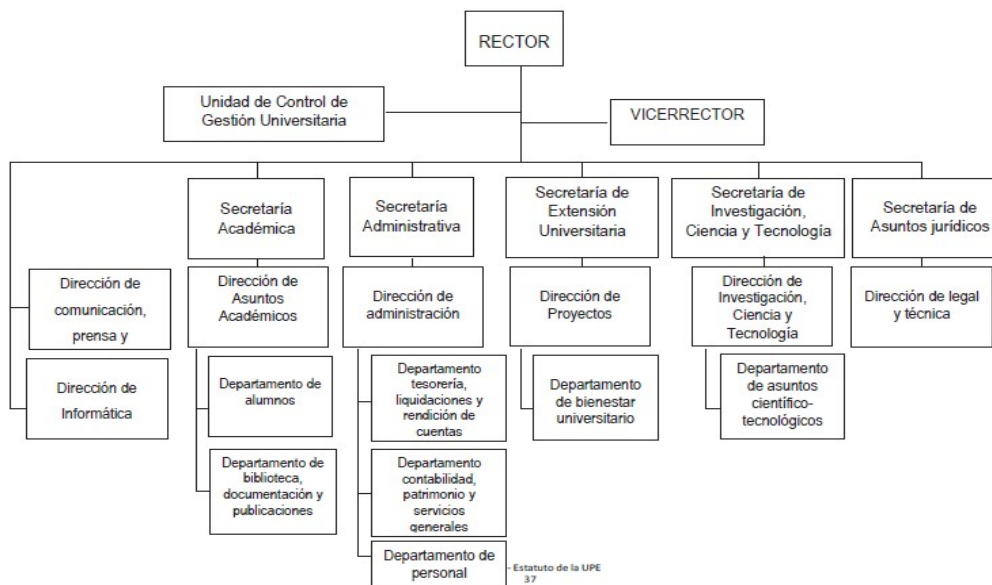 RECTOR
Unidad de Control de
Gestión Universitaria
VICERRECTOR
Secretaría
Académica
Secretaría
Administrativa
Secretaría de
Extensión
Universitaria
Secretaría de
Investigación,
Ciencia y Tecnología
Secretaría de
Asuntos jurídicos
Dirección de
comunicación,
prensa y
Dirección de
Asuntos
Académicos
Dirección de
administración
Dirección de
Proyectos
Dirección de
Investigación,
Ciencia y
Tecnología
Dirección de legal
y técnica
Dirección de
Informática
Departamento de
alumnos
Departamento
tesorería,
liquidaciones y
rendición de
cuentas
Departamento
de bienestar
universitario
Departamento
de asuntos
científico-
tecnológicos
Departamento de
biblioteca,
documentación y
publicaciones
Departamento
contabilidad,
patrimonio y
servicios
generales
Departamento de
personal
- Estatuto de la UPE
37